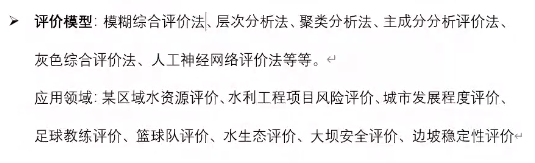 ➢ 评价模型：模糊综合评价法、层次分析法、聚类分析法、主成分分析评价法、
灰色综合评价法、人工神经网络评价法等等。
应用领域：某区域水资源评价、水利工程项目风险评价、城市发展程度评价、
足球教练评价、篮球队评价、水生态评价、大坝安全评价、边坡稳定性评价